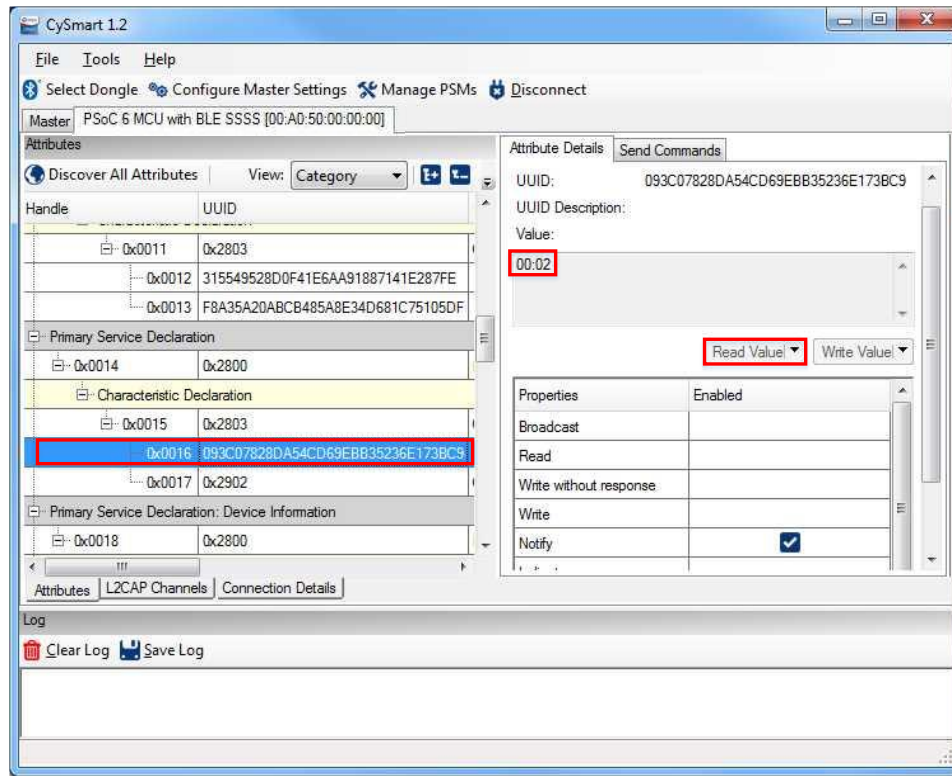 CySmart 1.2
File Tools Help
Select Dongle Configure Master Settings Manage PSMs Disconnect
Master PSoC 6 MCU with BLE SSSS [00:A0:50:00:00:00]
Attributes
Discover All Attributes View: Category
Handle UUID
0x0011 0x2803
0x0012 315549528D0F41E6AA91887141E287FE
0x0013 F8A35A20ABCB485A8E34D681C75105DF
Primary Service Declaration
0x0014 0x2800
Characteristic Declaration
0x0015 0x2803
0x0016 093C07828DA54CD69EBB35236E173BC9
0x0017 0x2902
Primary Service Declaration: Device Information
0x0018 0x2800
Attributes L2CAP Channels Connection Details
Attribute Details Send Commands
UUID: 093C07828DA54CD69EBB35236E173BC9
UUID Description:
Value:
00:02
Read Value Write Value
Properties Enabled
Broadcast
Read
Write without response
Write
Notify
Log
Clear Log Save Log